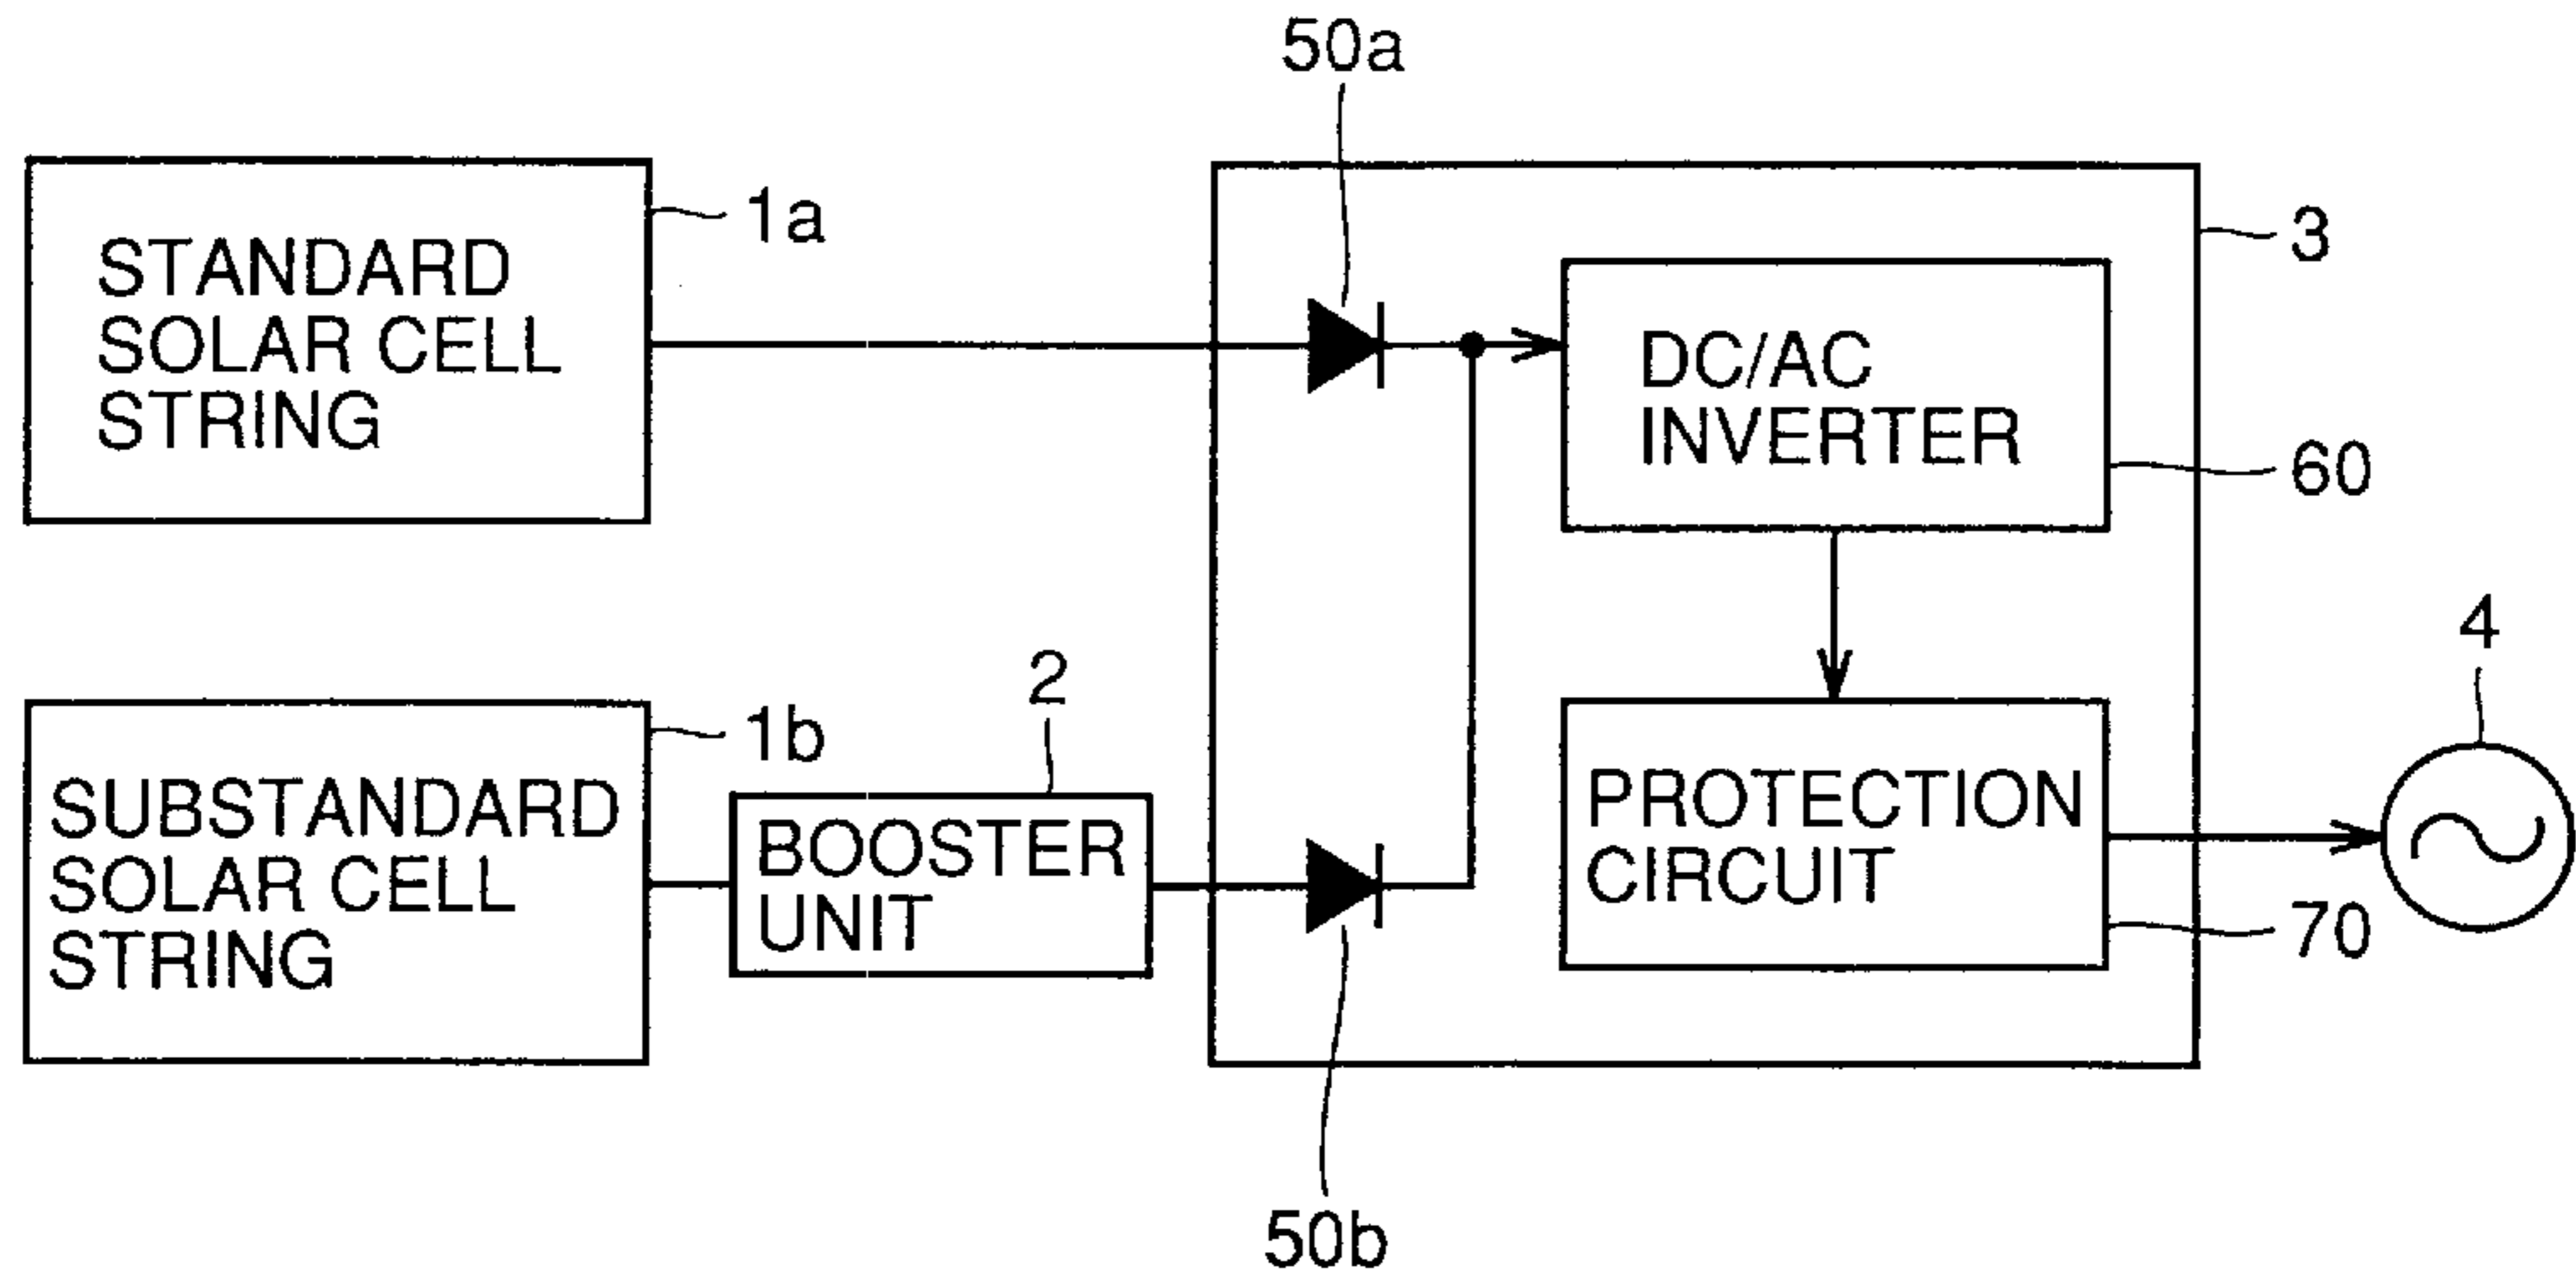 50a
1a
STANDARD
SOLAR CELL
STRING
3
DC/AC
INVERTER
60
4
2
1b
SUBSTANDARD
SOLAR CELL
STRING
BOOSTER
UNIT
PROTECTION
CIRCUIT
70
50b